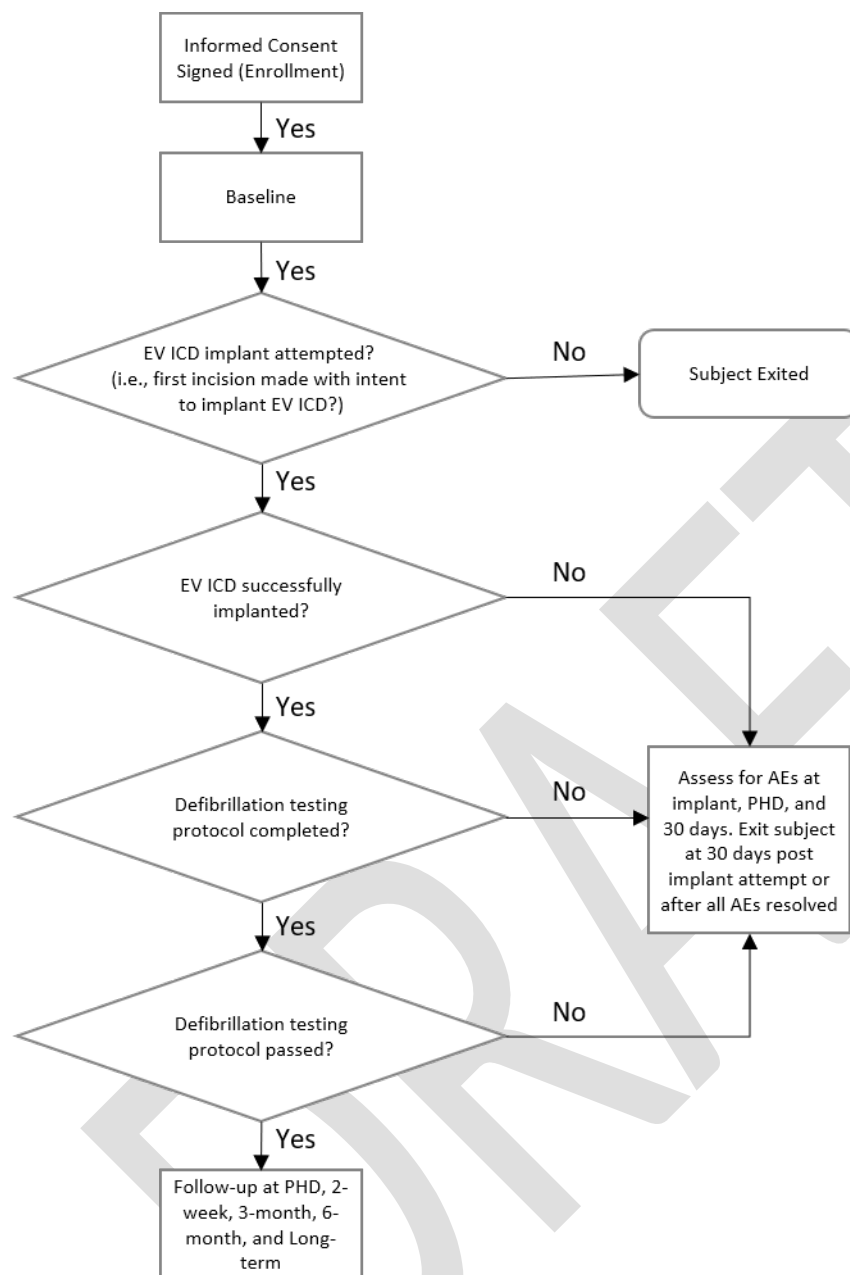 Informed Consent
Signed (Enrollment)
Yes
Baseline
Yes
EV ICD implant attempted?
(i.e., first incision made with intent
to implant EV ICD?)
No
Subject Exited
Yes
EV ICD successfully
implanted?
No
Yes
Defibrillation testing
protocol completed?
No
Assess for AEs at
implant, PHD, and
30 days. Exit subject
at 30 days post
implant attempt or
after all AEs resolved
Yes
Defibrillation testing
protocol passed?
No
Yes
Follow-up at PHD, 2-
week, 3-month, 6-
month, and Long-
term
DRAFT